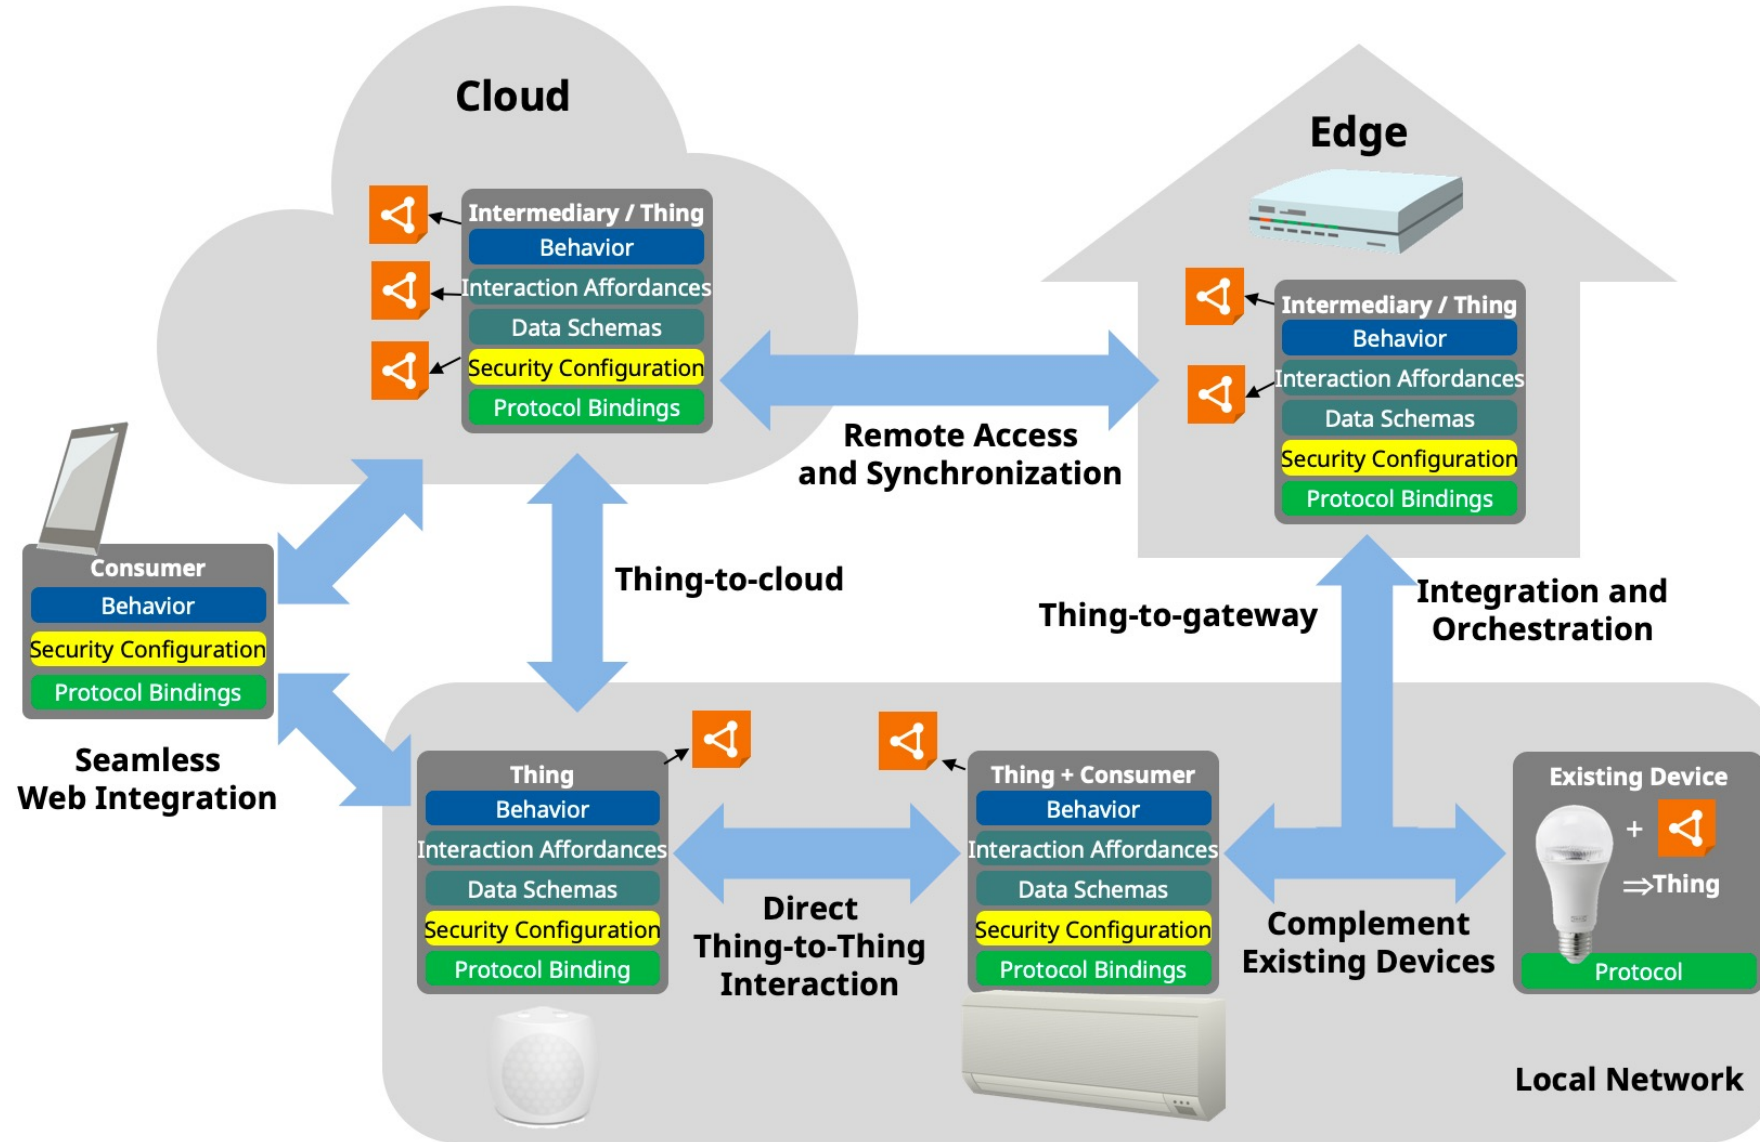 Cloud
Intermediary / Thing
Behavior
Interaction Affordances
Data Schemas
Security Configuration
Protocol Bindings
Edge
Intermediary / Thing
Behavior
Interaction Affordances
Data Schemas
Security Configuration
Protocol Bindings
Remote Access
and Synchronization
Consumer
Behavior
Security Configuration
Protocol Bindings
Thing-to-cloud
Thing-to-gateway
Integration and
Orchestration
Seamless
Web Integration
Thing
Behavior
Interaction Affordances
Data Schemas
Security Configuration
Protocol Binding
Direct
Thing-to-Thing
Interaction
Thing + Consumer
Behavior
Interaction Affordances
Data Schemas
Security Configuration
Protocol Bindings
Complement
Existing Devices
Existing Device
+
⇒Thing
Protocol
Local Network